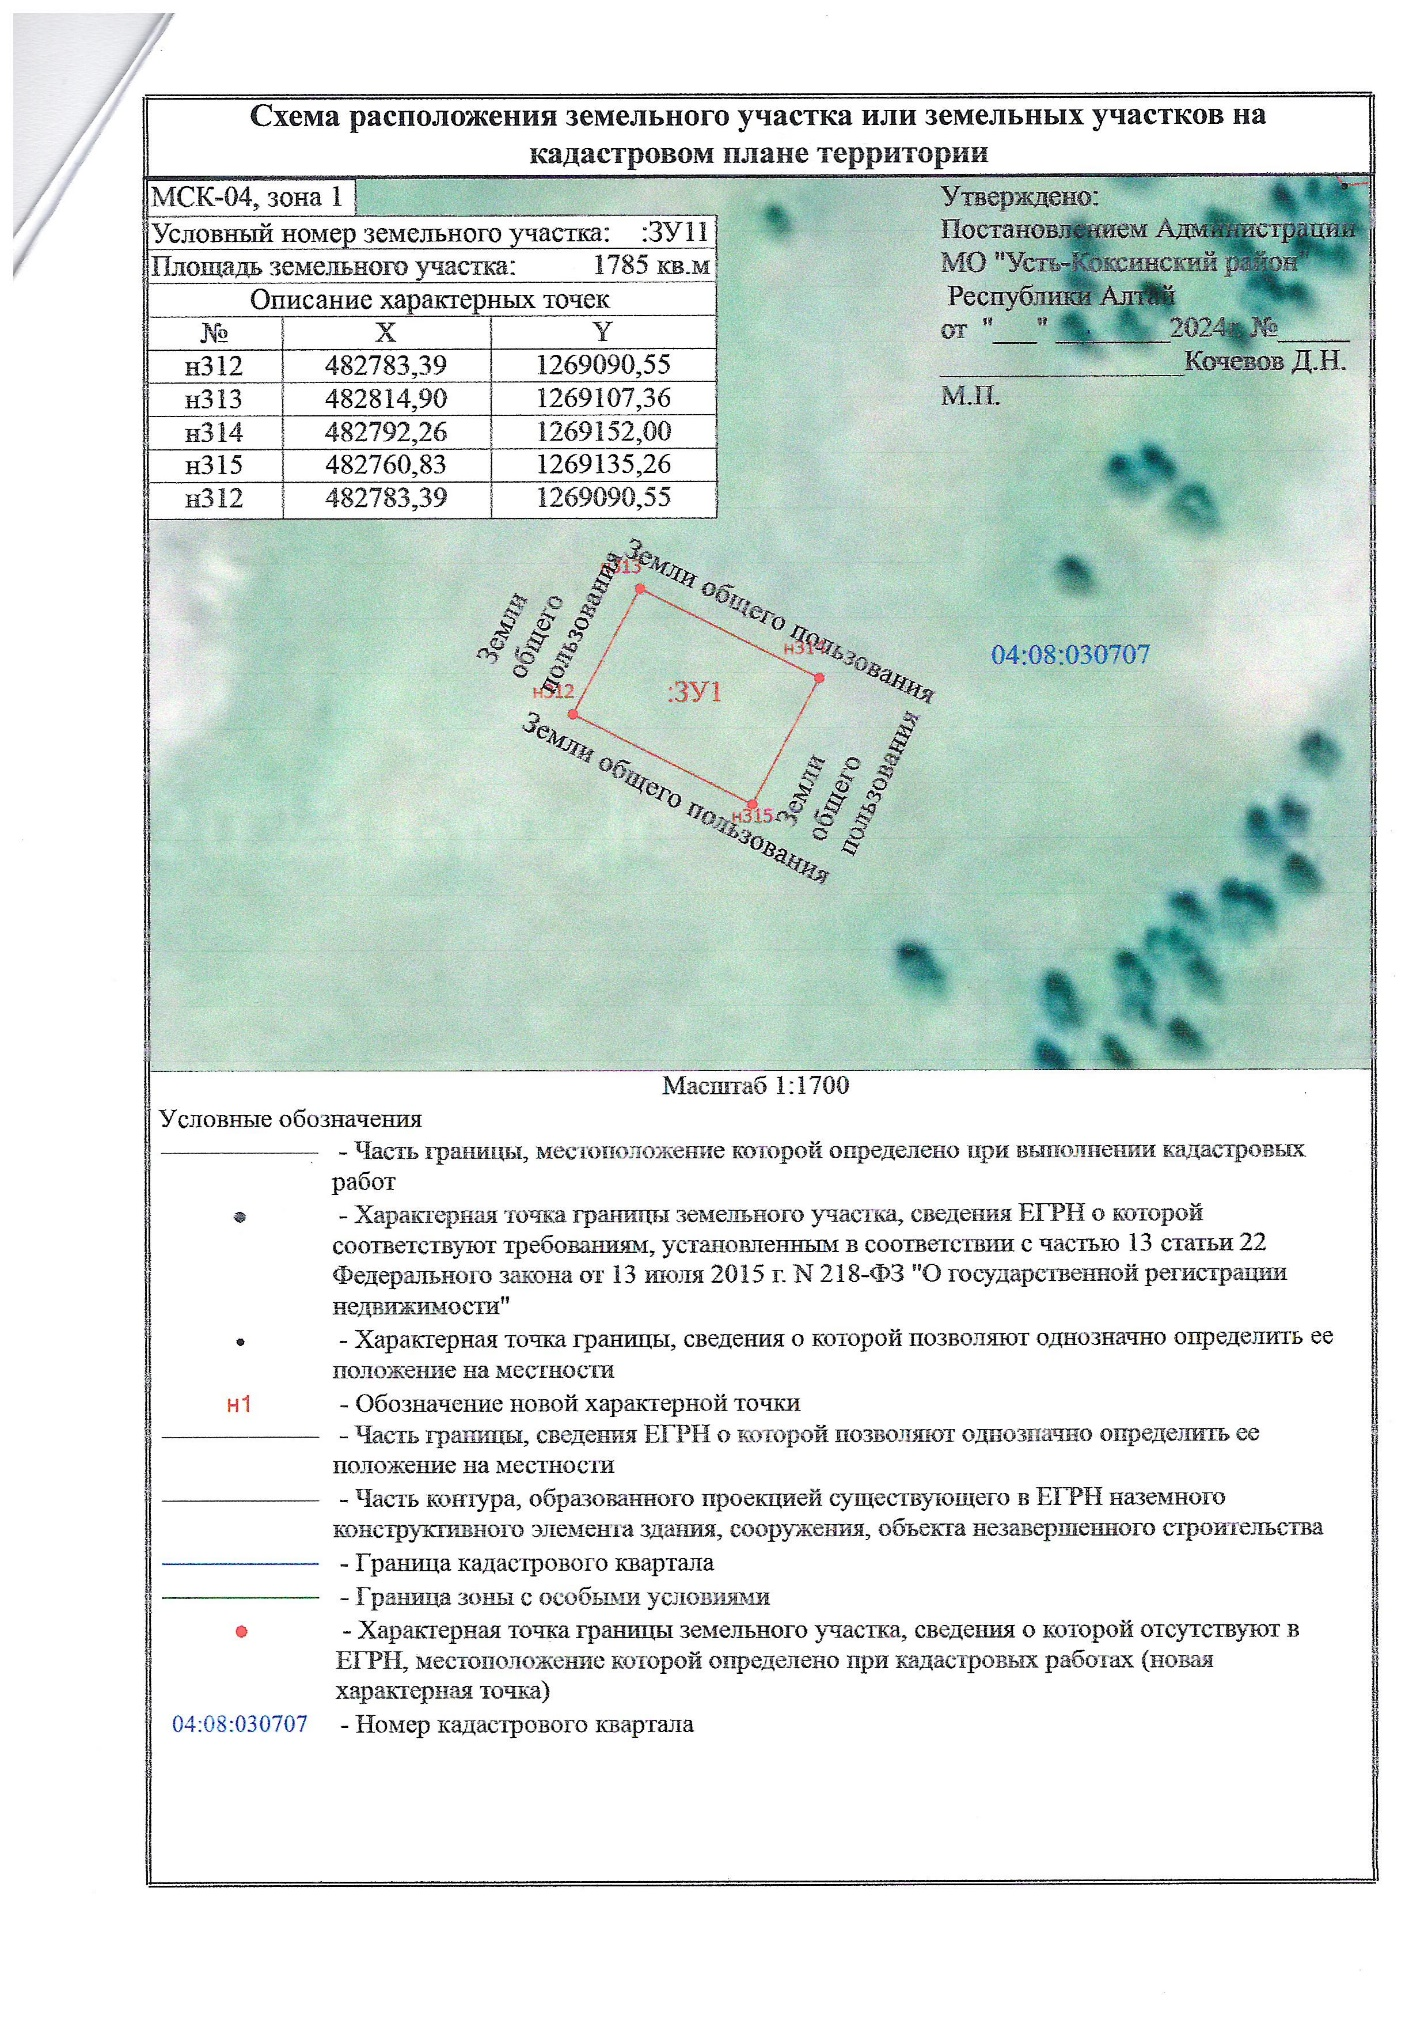 Схема расположения земельного участка или земельных участков на
кадастровом плане территории
МСК-04, зона 1
Условный номер земельного участка: :ЗУ11
Площадь земельного участка: 1785 кв.м
Описание характерных точек
№ X Y
н312 482783,39 1269090,55
н313 482814,90 1269107,36
н314 482792,26 1269152,00
н315 482760,83 1269135,26
н312 482783,39 1269090,55
Утверждено:
Постановлением Администрации
МО "Усть-Коксинский район"
Республики Алтай
от "___" ________2024г. №_____
_________________Кочевов Д.Н.
М.П.
н313
Земли общего пользования
Земли
общего
пользования
н314
04:08:030707
н312
:ЗУ1
Земли общего пользования
н315
Земли
общего
пользования
Масштаб 1:1700
Условные обозначения
- Часть границы, местоположение которой определено при выполнении кадастровых
работ
- Характерная точка границы земельного участка, сведения ЕГРН о которой
соответствуют требованиям, установленным в соответствии с частью 13 статьи 22
Федерального закона от 13 июля 2015 г. N 218-ФЗ "О государственной регистрации
недвижимости"
- Характерная точка границы, сведения о которой позволяют однозначно определить ее
положение на местности
н1 - Обозначение новой характерной точки
- Часть границы, сведения ЕГРН о которой позволяют однозначно определить ее
положение на местности
- Часть контура, образованного проекцией существующего в ЕГРН наземного
конструктивного элемента здания, сооружения, объекта незавершенного строительства
- Граница кадастрового квартала
- Граница зоны с особыми условиями
- Характерная точка границы земельного участка, сведения о которой отсутствуют в
ЕГРН, местоположение которой определено при кадастровых работах (новая
характерная точка)
04:08:030707 - Номер кадастрового квартала